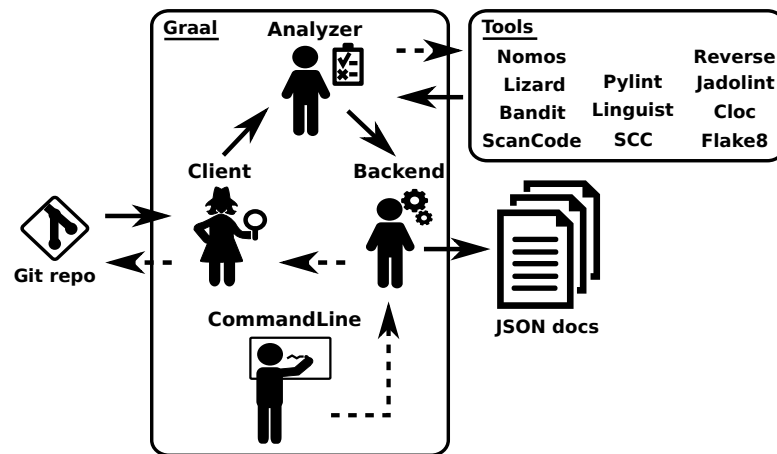 Graal
Analyzer
Tools
Nomos
Reverse
Lizard
Pylint
Jadolint
Bandit
Linguist
Cloc
ScanCode
SCC
Flake8
Client
Backend
Git repo
CommandLine
JSON docs